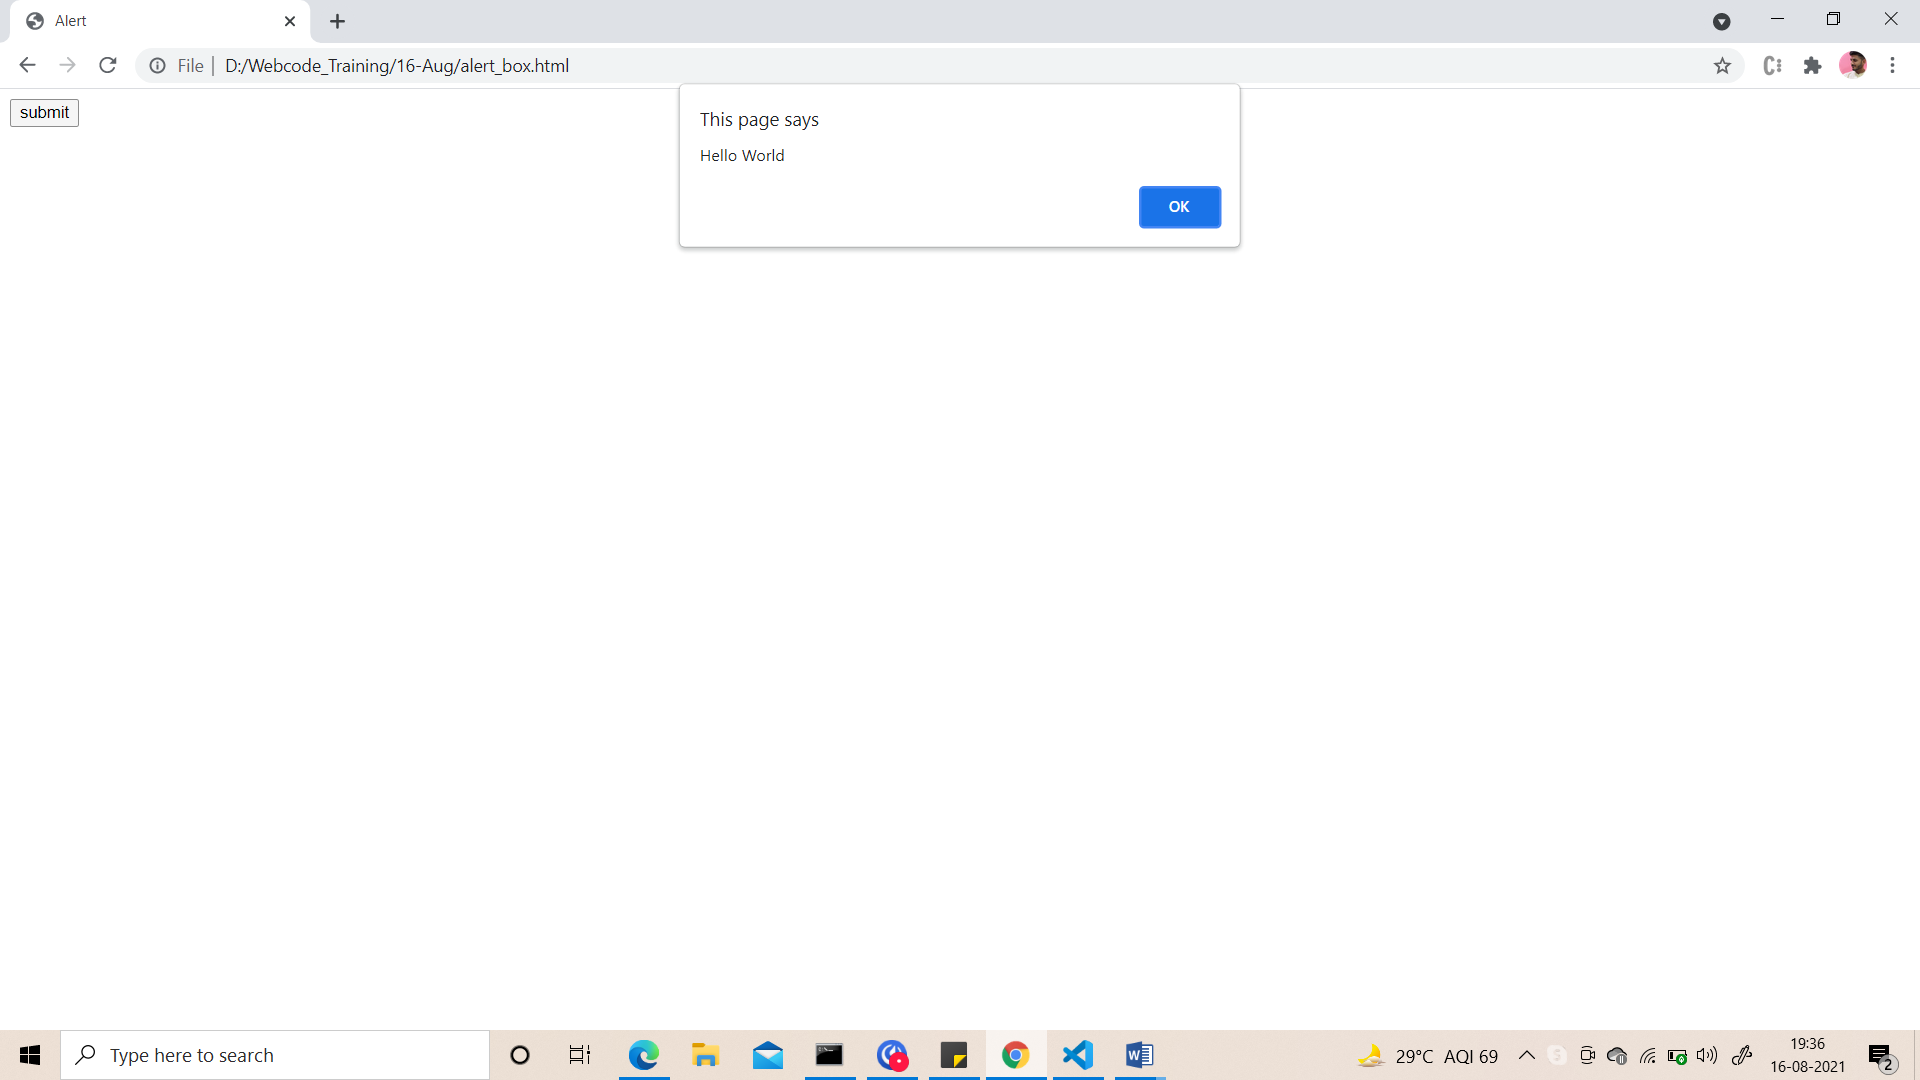 Alert
File | D:/Webcode_Training/16-Aug/alert_box.html
submit
This page says
Hello World
OK
Type here to search
29°C AQI 69
19:36
16-08-2021
2